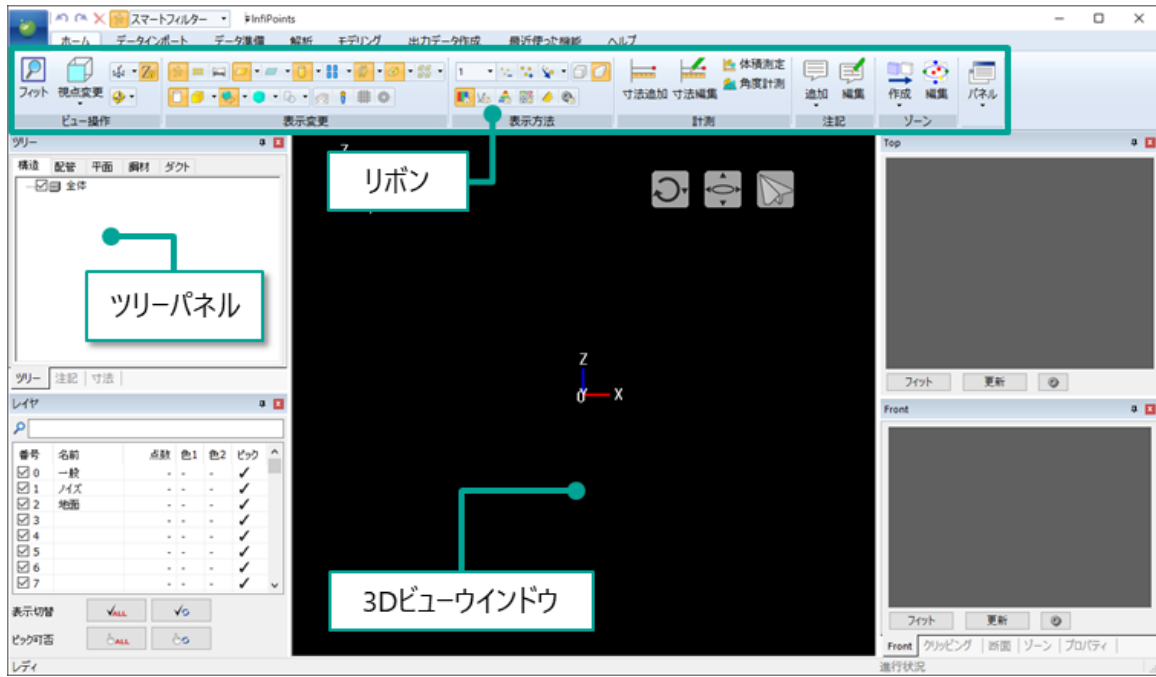 スマートフィルター InfiPoints
ホーム データインポート データ準備 解析 モデリング 出力データ作成 最近使った機能 ヘルプ
フィット 視点変更 1 寸法追加 寸法編集 体積測定 角度計測 追加 編集 作成 編集 パネル
ビュー操作 表示変更 表示方法 計測 注記 ゾーン
ツリー
構造 配管 平面 鋼材 ダクト
全体
リボン
ツリーパネル
ツリー 注記 寸法
レイヤ
番号 名前 点数 色1 色2 ピック
0 一般 - - -
1 ノイズ - - -
2 地面 - - -
3 - - -
4 - - -
5 - - -
6 - - -
7 - - -
表示切替 ALL
ピック可否 ALL
レディ
Z
Z
Y
0
X
3Dビューウインドウ
Top
フィット 更新
Front
フィット 更新
Front クリッピング 断面 ゾーン プロパティ
進行状況